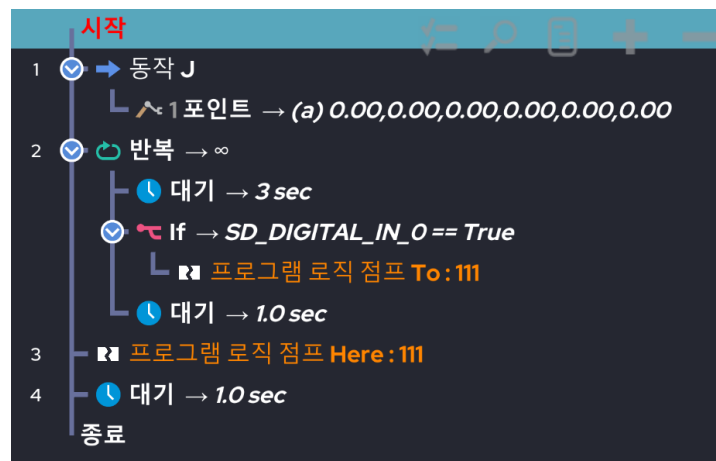 시작
1 동작 J
1 포인트 → (a) 0.00,0.00,0.00,0.00,0.00,0.00
2 반복 → ∞
대기 → 3 sec
If → SD_DIGITAL_IN_0 == True
프로그램 로직 점프 To : 111
대기 → 1.0 sec
3 프로그램 로직 점프 Here : 111
4 대기 → 1.0 sec
종료